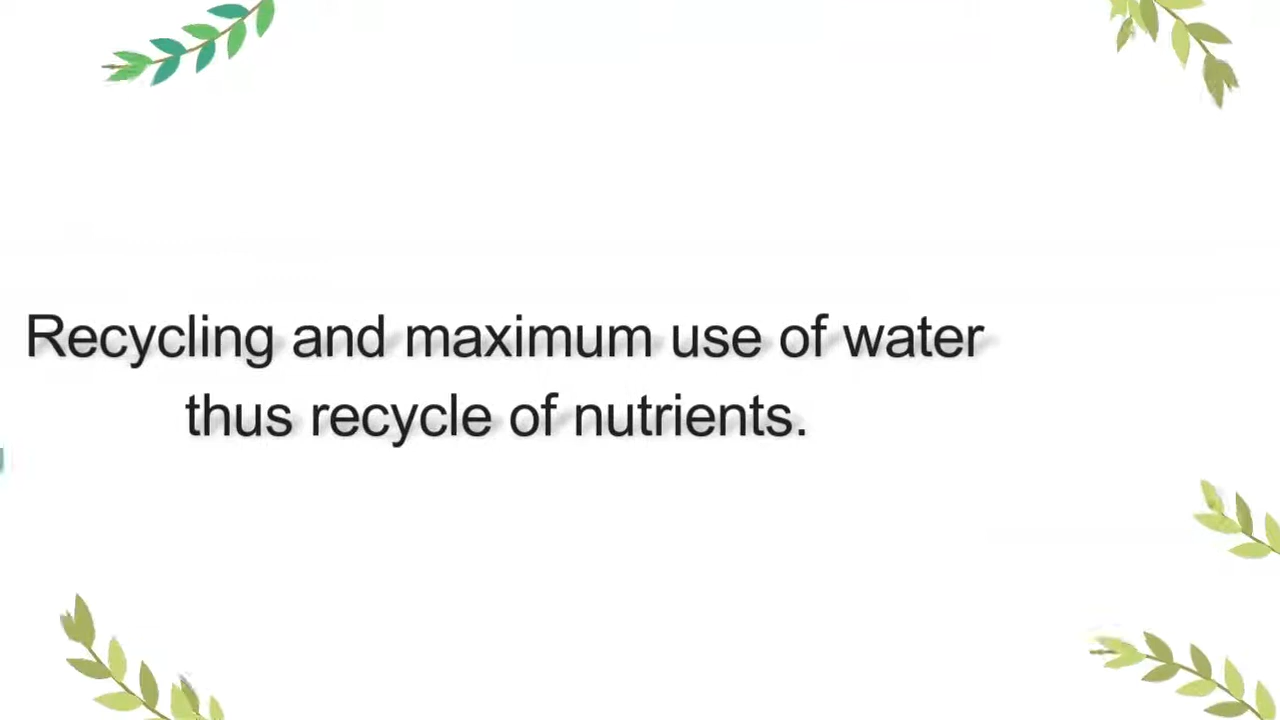 Recycling and maximum use of water
thus recycle of nutrients.